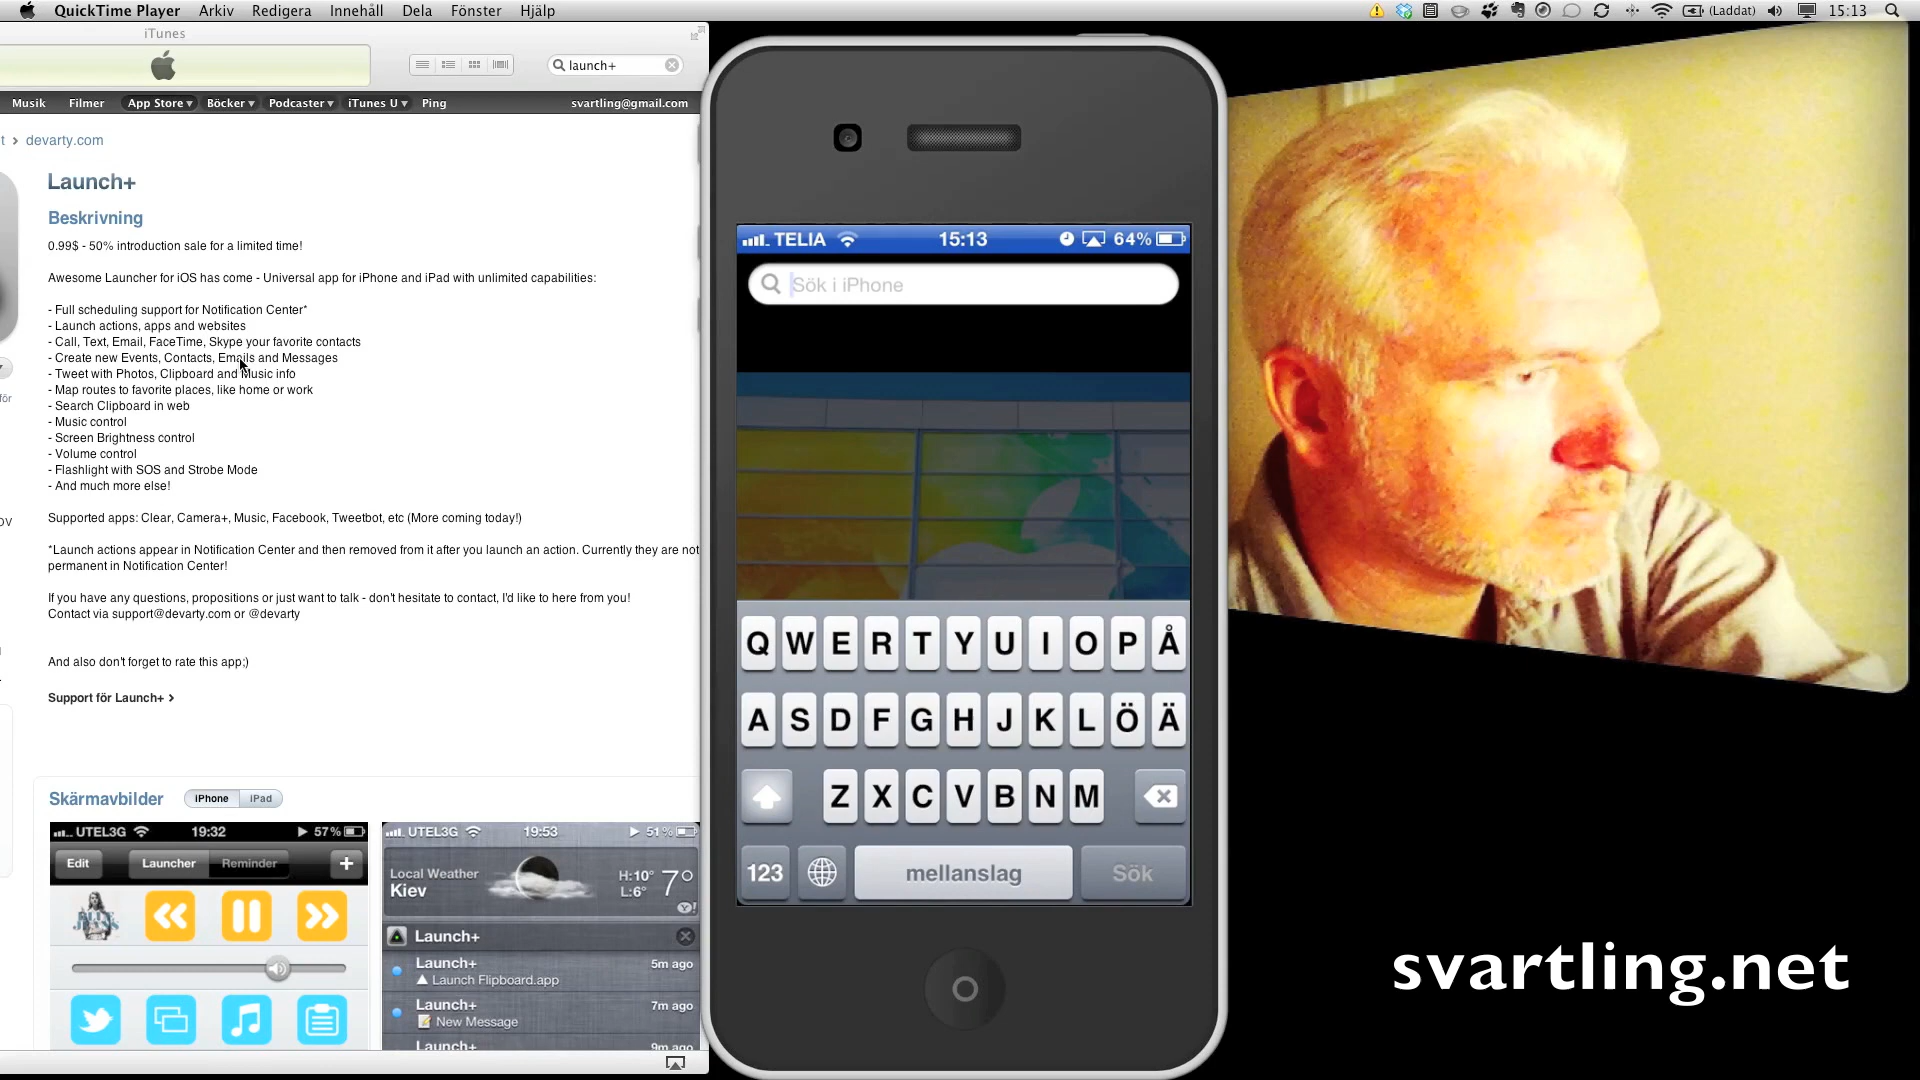 QuickTime Player Arkiv Redigera Innehåll Dela Fönster Hjälp (Laddat) 15:13
iTunes
launch+
Musik Filmer App Store Böcker Podcaster iTunes U Ping svartling@gmail.com
t > devarty.com
Launch+
Beskrivning
0.99$ - 50% introduction sale for a limited time!
Awesome Launcher for iOS has come - Universal app for iPhone and iPad with unlimited capabilities:
- Full scheduling support for Notification Center*
- Launch actions, apps and websites
- Call, Text, Email, FaceTime, Skype your favorite contacts
- Create new Events, Contacts, Emails and Messages
- Tweet with Photos, Clipboard and Music info
- Map routes to favorite places, like home or work
- Search Clipboard in web
- Music control
- Screen Brightness control
- Volume control
- Flashlight with SOS and Strobe Mode
- And much more else!
Supported apps: Clear, Camera+, Music, Facebook, Tweetbot, etc (More coming today!)
*Launch actions appear in Notification Center and then removed from it after you launch an action. Currently they are not
permanent in Notification Center!
If you have any questions, propositions or just want to talk - don't hesitate to contact, I'd like to here from you!
Contact via support@devarty.com or @devarty
And also don't forget to rate this app;)
Support för Launch+ >
Skärmavbilder iPhone iPad
UTEL3G 19:32 57%
Edit Launcher Reminder +
UTEL3G 19:53 51%
Local Weather
Kiev
H:10°
L:6°
7°
Launch+
Launch+ 5m ago
Launch Flipboard.app
Launch+ 7m ago
New Message
Launch+ 9m ago
TELIA 15:13 64%
Sök i iPhone
Q W E R T Y U I O P Å
A S D F G H J K L Ö Ä
Z X C V B N M
123 mellanslag Sök
svartling.net